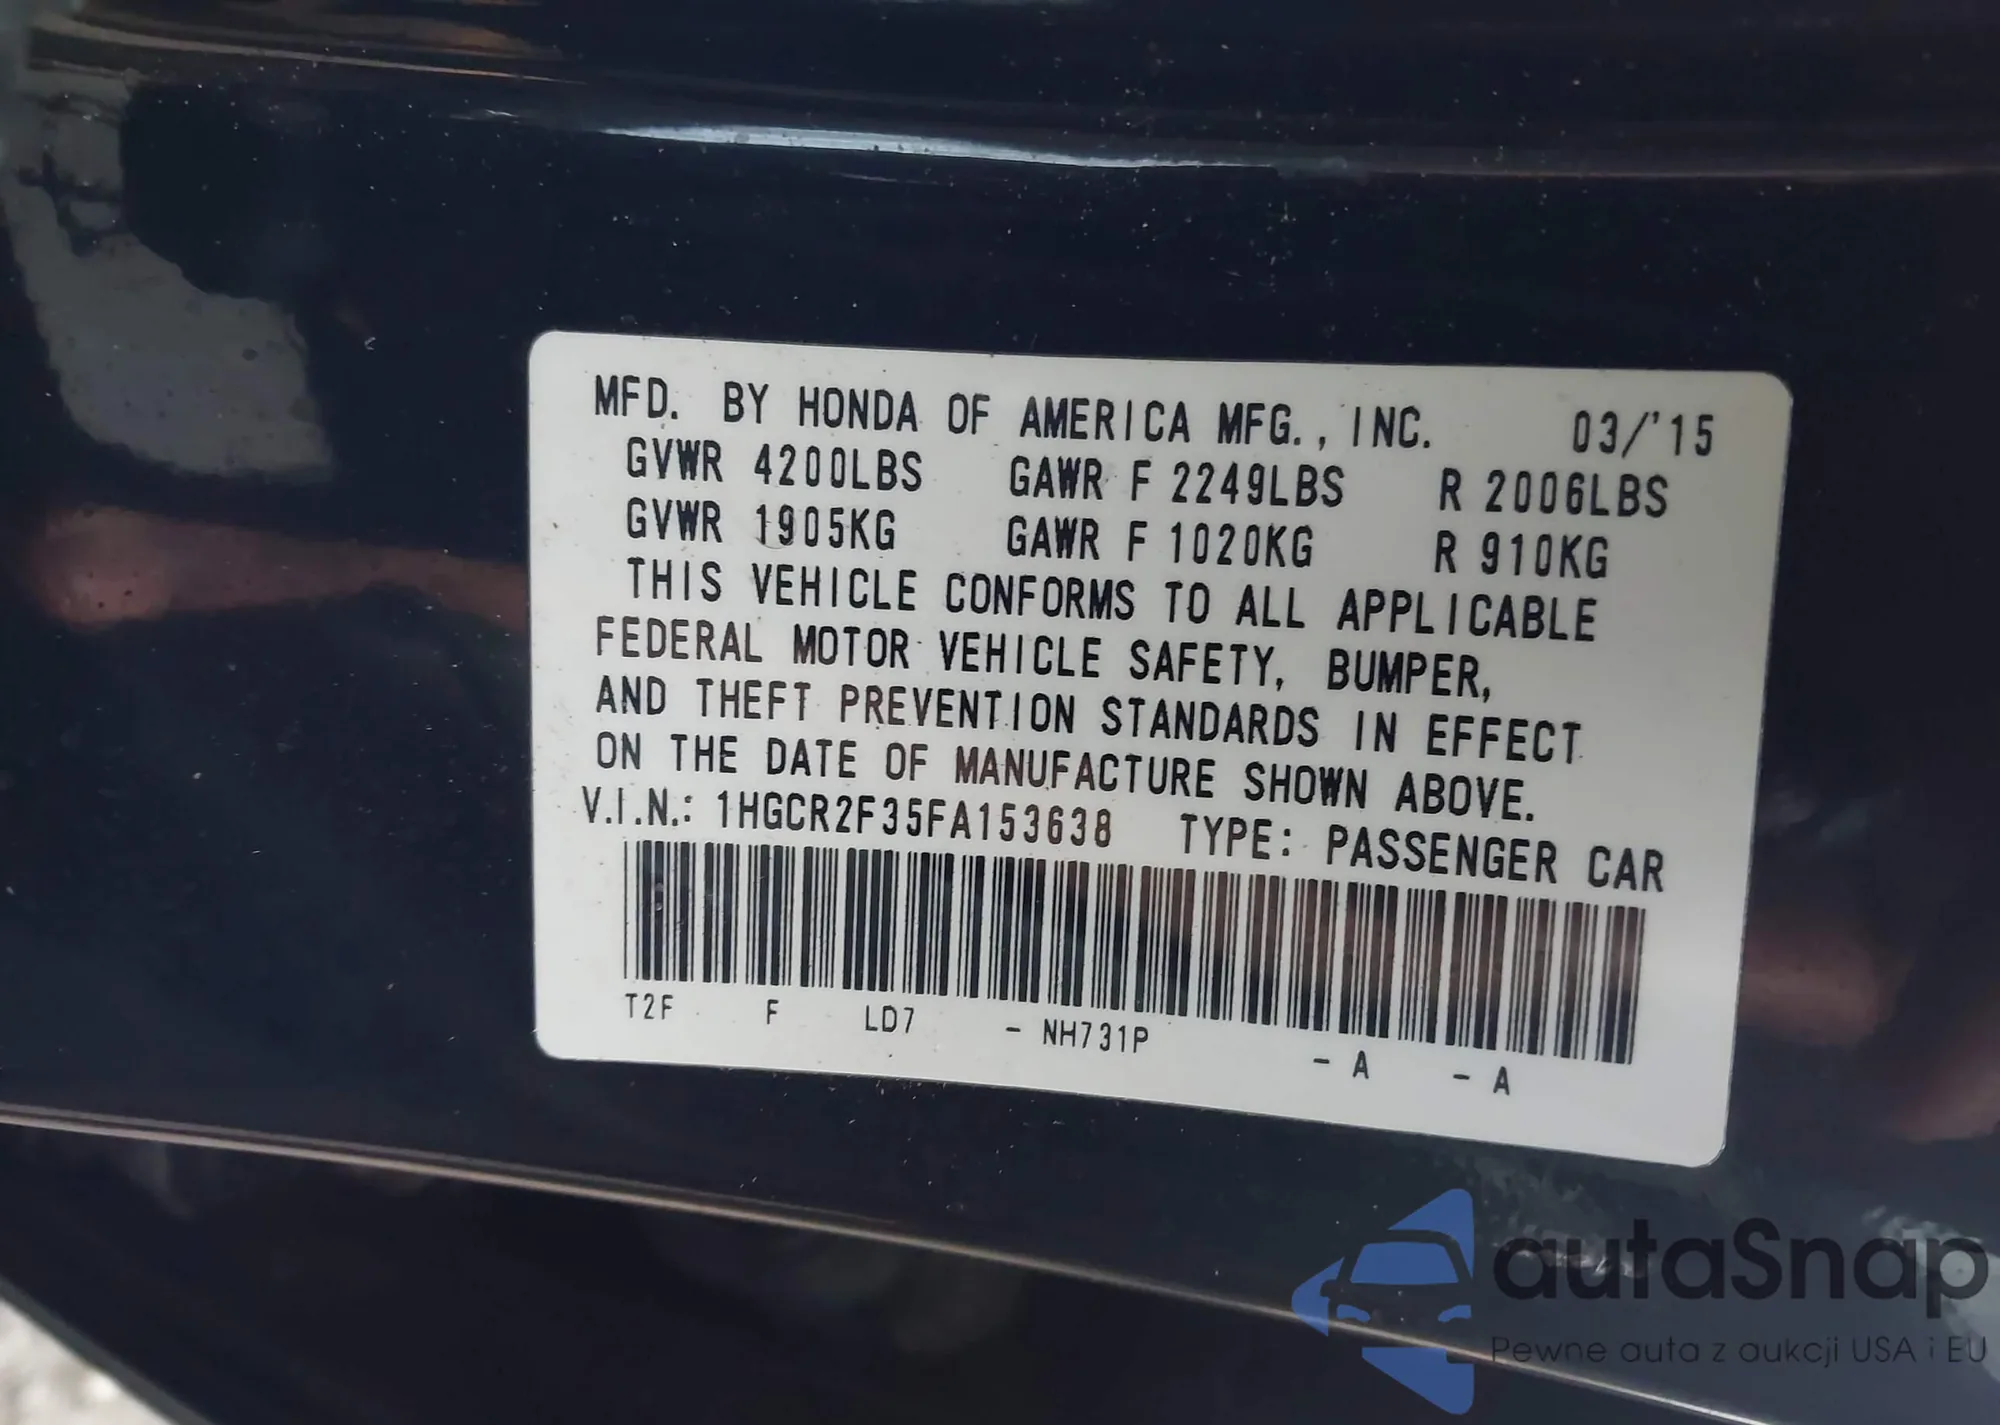 MFD. BY HONDA OF AMERICA MFG., INC. 03/'15
GVWR 4200LBS GAWR F 2249LBS R 2006LBS
GVWR 1905KG GAWR F 1020KG R 910KG
THIS VEHICLE CONFORMS TO ALL APPLICABLE
FEDERAL MOTOR VEHICLE SAFETY, BUMPER,
AND THEFT PREVENTION STANDARDS IN EFFECT
ON THE DATE OF MANUFACTURE SHOWN ABOVE.
V.I.N.: 1HGCR2F35FA153638 TYPE: PASSENGER CAR
T2F F LD7 - NH731P - A - A
autaSnap
Pewne auta z aukcji USA i EU